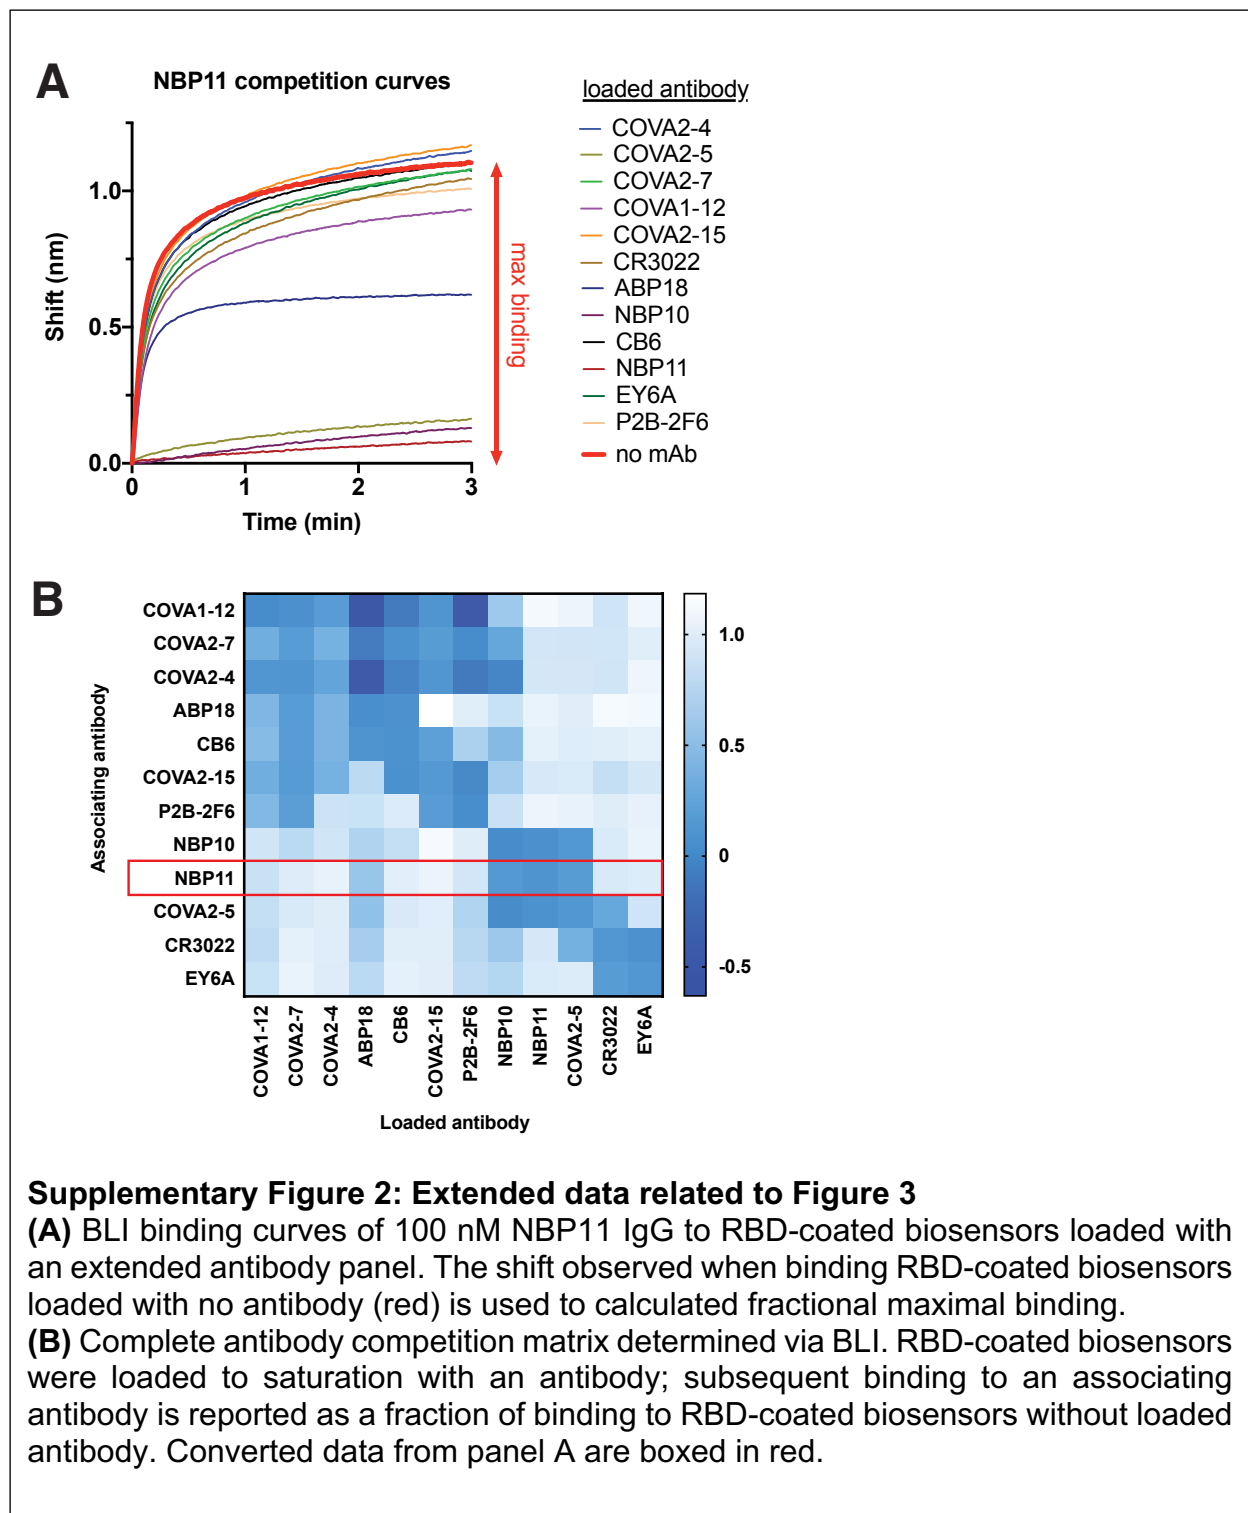 A
NBP11 competition curves
Shift (nm)
1.0
0.5
0.0
0
1
2
3
Time (min)
max binding
loaded antibody
COVA2-4
COVA2-5
COVA2-7
COVA1-12
COVA2-15
CR3022
ABP18
NBP10
CB6
NBP11
EY6A
P2B-2F6
no mAb
B
Associating antibody
COVA1-12
COVA2-7
COVA2-4
ABP18
CB6
COVA2-15
P2B-2F6
NBP10
NBP11
COVA2-5
CR3022
EY6A
1.0
0.5
0
-0.5
COVA1-12
COVA2-7
COVA2-4
ABP18
CB6
COVA2-15
P2B-2F6
NBP10
NBP11
COVA2-5
CR3022
EY6A
Loaded antibody
Supplementary Figure 2: Extended data related to Figure 3
(A) BLI binding curves of 100 nM NBP11 IgG to RBD-coated biosensors loaded with
an extended antibody panel. The shift observed when binding RBD-coated biosensors
loaded with no antibody (red) is used to calculated fractional maximal binding.
(B) Complete antibody competition matrix determined via BLI. RBD-coated biosensors
were loaded to saturation with an antibody; subsequent binding to an associating
antibody is reported as a fraction of binding to RBD-coated biosensors without loaded
antibody. Converted data from panel A are boxed in red.